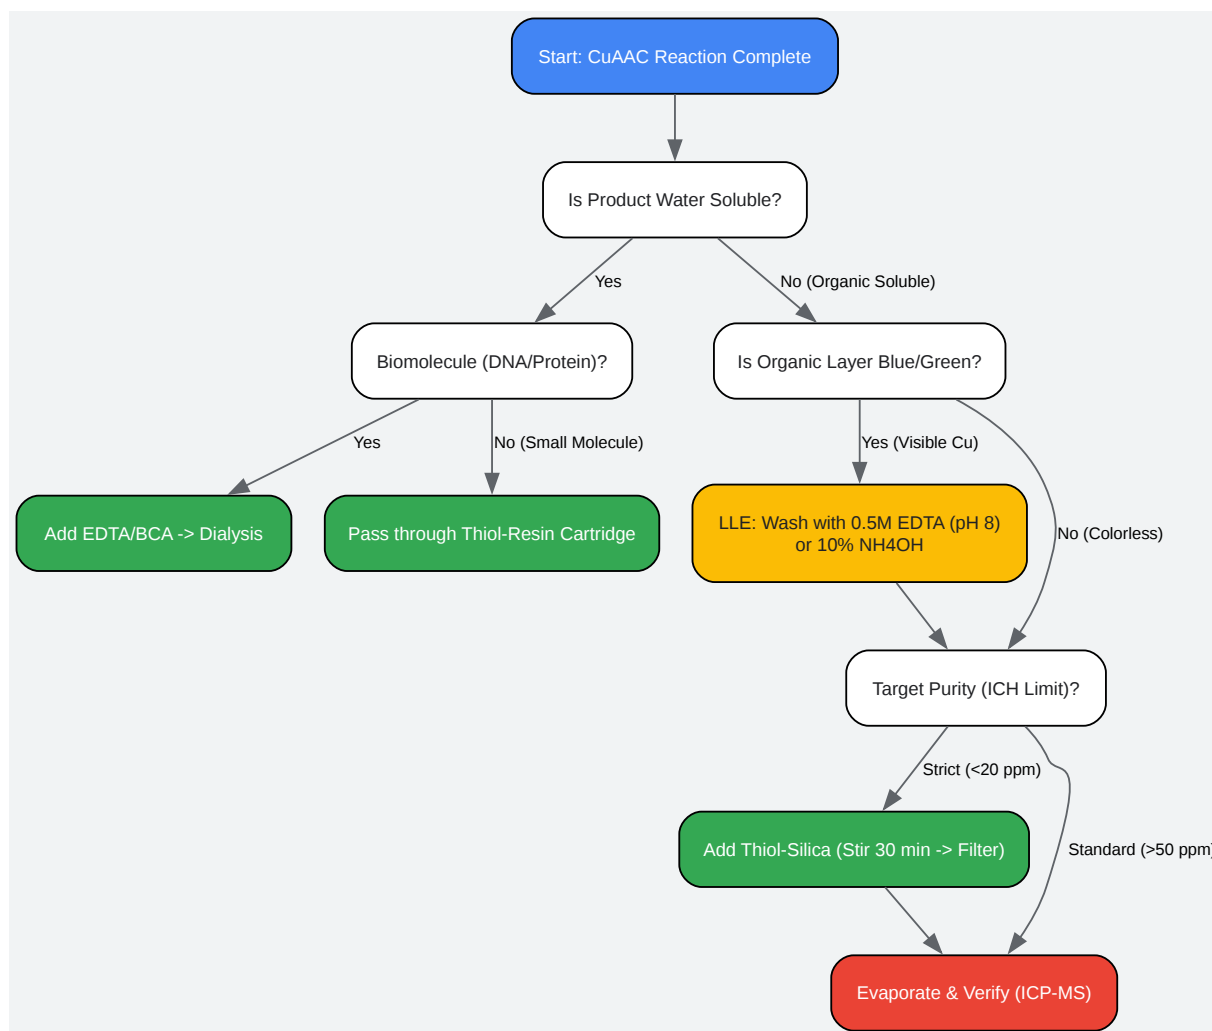 Start: CuAAC Reaction Complete
Is Product Water Soluble?
Yes
No (Organic Soluble)
Biomolecule (DNA/Protein)?
Is Organic Layer Blue/Green?
Yes
No (Small Molecule)
Yes (Visible Cu)
Add EDTA/BCA -> Dialysis
Pass through Thiol-Resin Cartridge
LLE: Wash with 0.5M EDTA (pH 8)
or 10% NH4OH
No (Colorless)
Target Purity (ICH Limit)?
Strict (<20 ppm)
Add Thiol-Silica (Stir 30 min -> Filter)
Standard (>50 ppm)
Evaporate & Verify (ICP-MS)